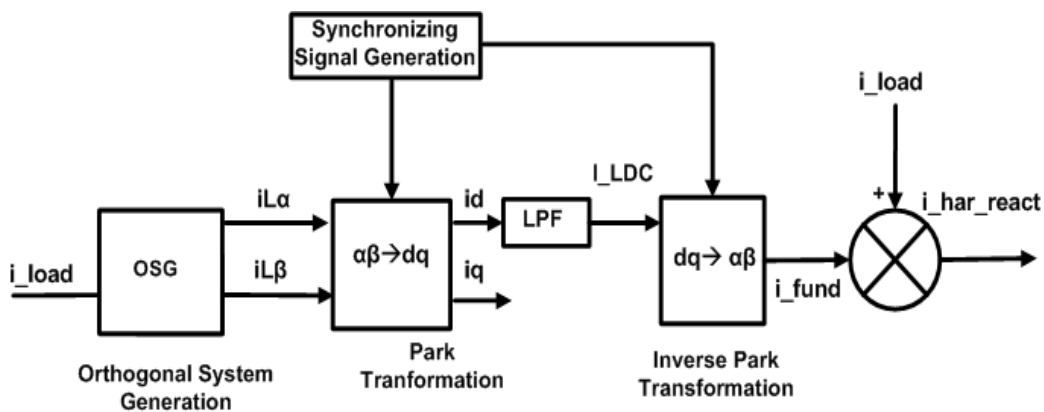 Synchronizing
Signal Generation
i_load
I_LDC
iLα
id
LPF
+
i_har_react
OSG
αβ→dq
dq→ αβ
i_load
iLβ
iq
i_fund
Park
Tranformation
Inverse Park
Transformation
Orthogonal System
Generation